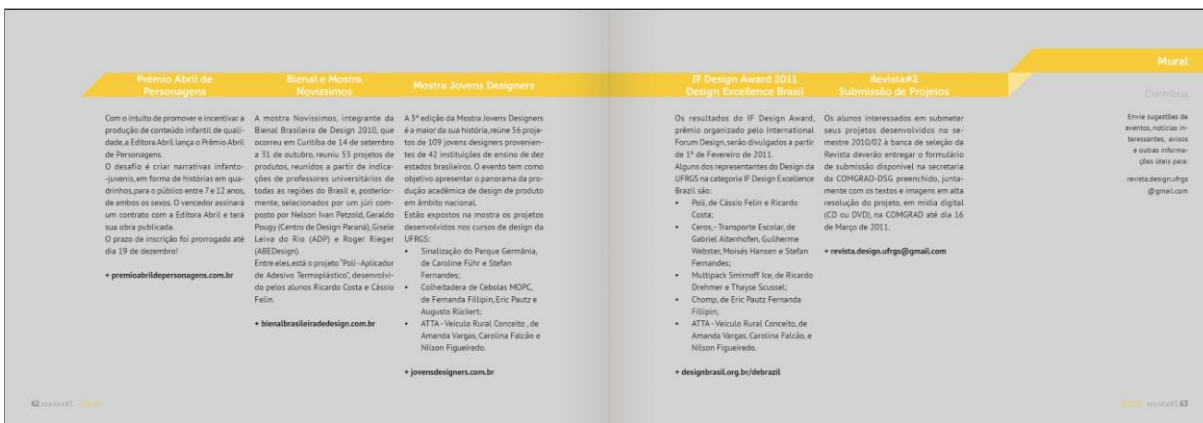 Prêmio Abril de
Personagens
Com o intuito de promover e incentivar a
produção de conteúdo infantil de quali-
dade, a Editora Abril lança o Prêmio Abril
de Personagens.
O desafio é criar narrativas infanto-
-juvenis, em forma de histórias em qua-
drinhos, para o público entre 7 e 12 anos,
de ambos os sexos. O vencedor assinará
um contrato com a Editora Abril e terá
sua obra publicada.
O prazo de inscrição foi prorrogado até
dia 19 de dezembro!
+ premioabrildepersonagens.com.br
Bienal e Mostra
Novíssimos
A mostra Novíssimos, integrante da
Bienal Brasileira de Design 2010, que
ocorreu em Curitiba de 14 de setembro
a 31 de outubro, reuniu 53 projetos de
produtos, reunidos a partir de indica-
ções de professores universitários de
todas as regiões do Brasil e, posterior-
mente, selecionados por um júri com-
posto por Nelson Ivan Petzold, Geraldo
Pougy (Centro de Design Paraná), Gisele
Leiva do Rio (ADP) e Roger Rieger
(ABEDesign).
Entre eles, está o projeto "Poli - Aplicador
de Adesivo Termoplástico", desenvolvi-
do pelos alunos Ricardo Costa e Cássio
Felin.
+ bienalbrasileiradedesign.com.br
Mostra Jovens Designers
A 3ª edição da Mostra Jovens Designers
é a maior da sua história, reúne 56 proje-
tos de 109 jovens designers provenien-
tes de 42 instituições de ensino de dez
estados brasileiros. O evento tem como
objetivo apresentar o panorama da pro-
dução acadêmica de design de produto
em âmbito nacional.
Estão expostos na mostra os projetos
desenvolvidos nos cursos de design da
UFRGS:
• Sinalização do Parque Germânia,
de Caroline Führ e Stefan
Fernandes;
• Colheitadera de Cebolas MOPC,
de Fernanda Fillipin, Eric Pautz e
Augusto Rückert;
• ATTA - Veículo Rural Conceito , de
Amanda Vargas, Carolina Falcão e
Nilson Figueiredo.
+ jovensdesigners.com.br
62 revista#1 Mural
IF Design Award 2011
Design Excellence Brasil
Os resultados do IF Design Award,
prêmio organizado pelo International
Forum Design, serão divulgados a partir
de 1º de Fevereiro de 2011.
Alguns dos representantes do Design da
UFRGS na categoria IF Design Excellence
Brazil são:
• Poli, de Cássio Felin e Ricardo
Costa;
• Ceros, - Transporte Escolar, de
Gabriel Altenhofen, Guilherme
Webster, Moisés Hansen e Stefan
Fernandes;
• Multipack Smirnoff Ice, de Ricardo
Drehmer e Thayse Scussel;
• Chomp, de Eric Pautz Fernanda
Fillipin;
• ATTA - Veículo Rural Conceito, de
Amanda Vargas, Carolina Falcão, e
Nilson Figueiredo.
+ designbrasil.org.br/debrazil
Revista#2
Submissão de Projetos
Os alunos interessados em submeter
seus projetos desenvolvidos no se-
mestre 2010/02 à banca de seleção da
Revista deverão entregar o formulário
de submissão disponível na secretaria
da COMGRAD-DSG preenchido, junta-
mente com os textos e imagens em alta
resolução do projeto, em mídia digital
(CD ou DVD), na COMGRAD até dia 16
de Março de 2011.
+ revista.design.ufrgs@gmail.com
Mural
Contribua
Envie sugestões de
eventos, notícias in-
teressantes, avisos
e outras informa-
ções úteis para:
revista.design.ufrgs
@gmail.com
Mural revista#1 63